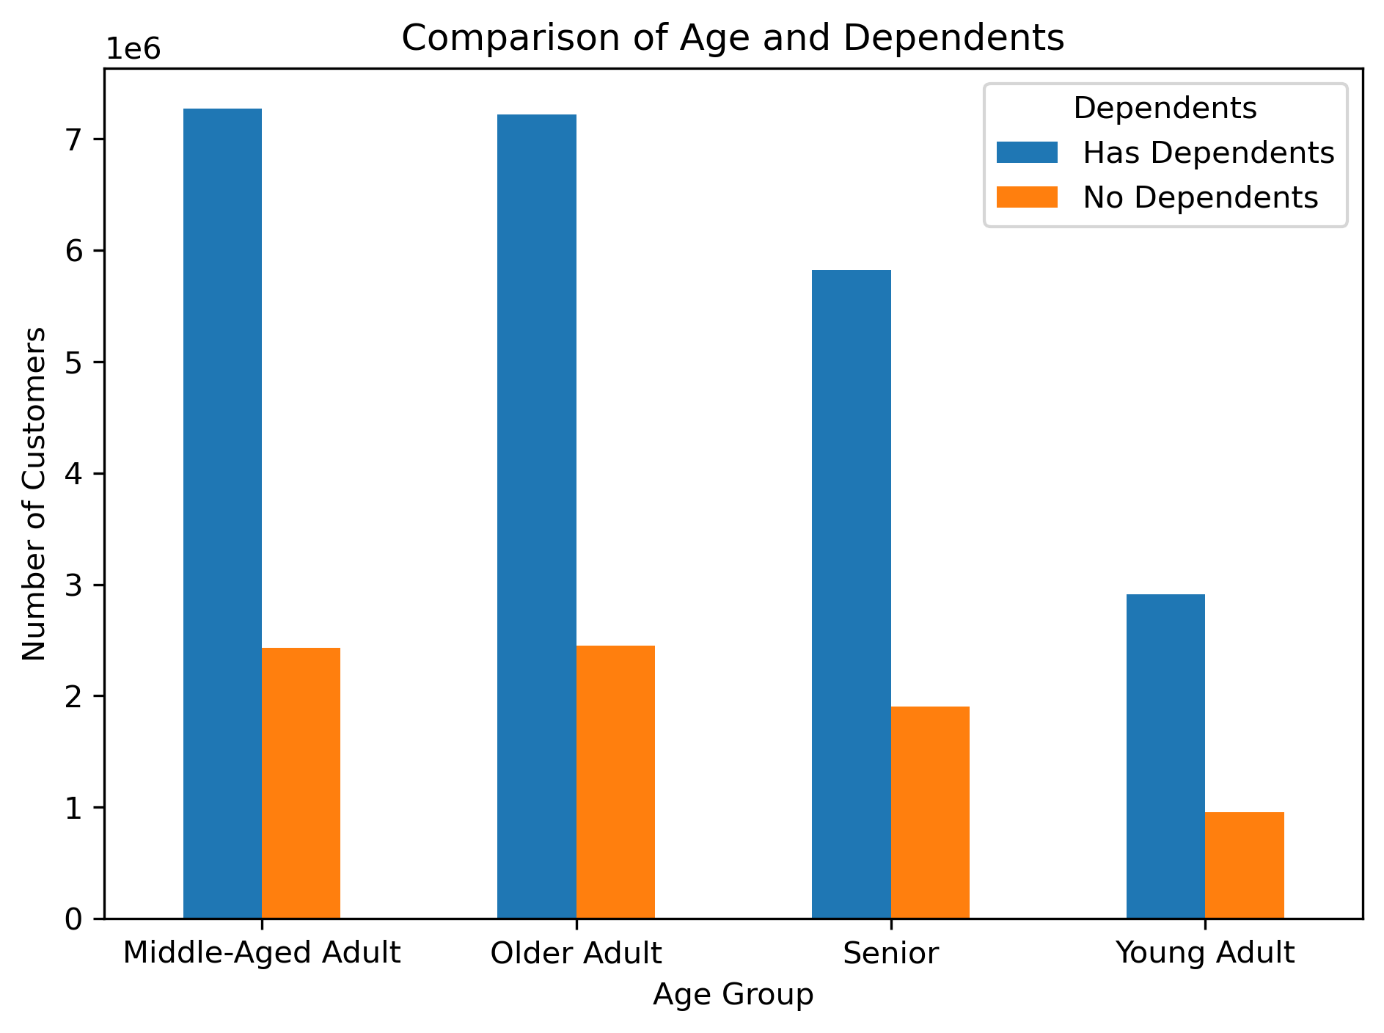 Comparison of Age and Dependents
1e6
Dependents
Has Dependents
No Dependents
7
6
5
4
3
2
1
0
Number of Customers
Middle-Aged Adult
Older Adult
Senior
Young Adult
Age Group